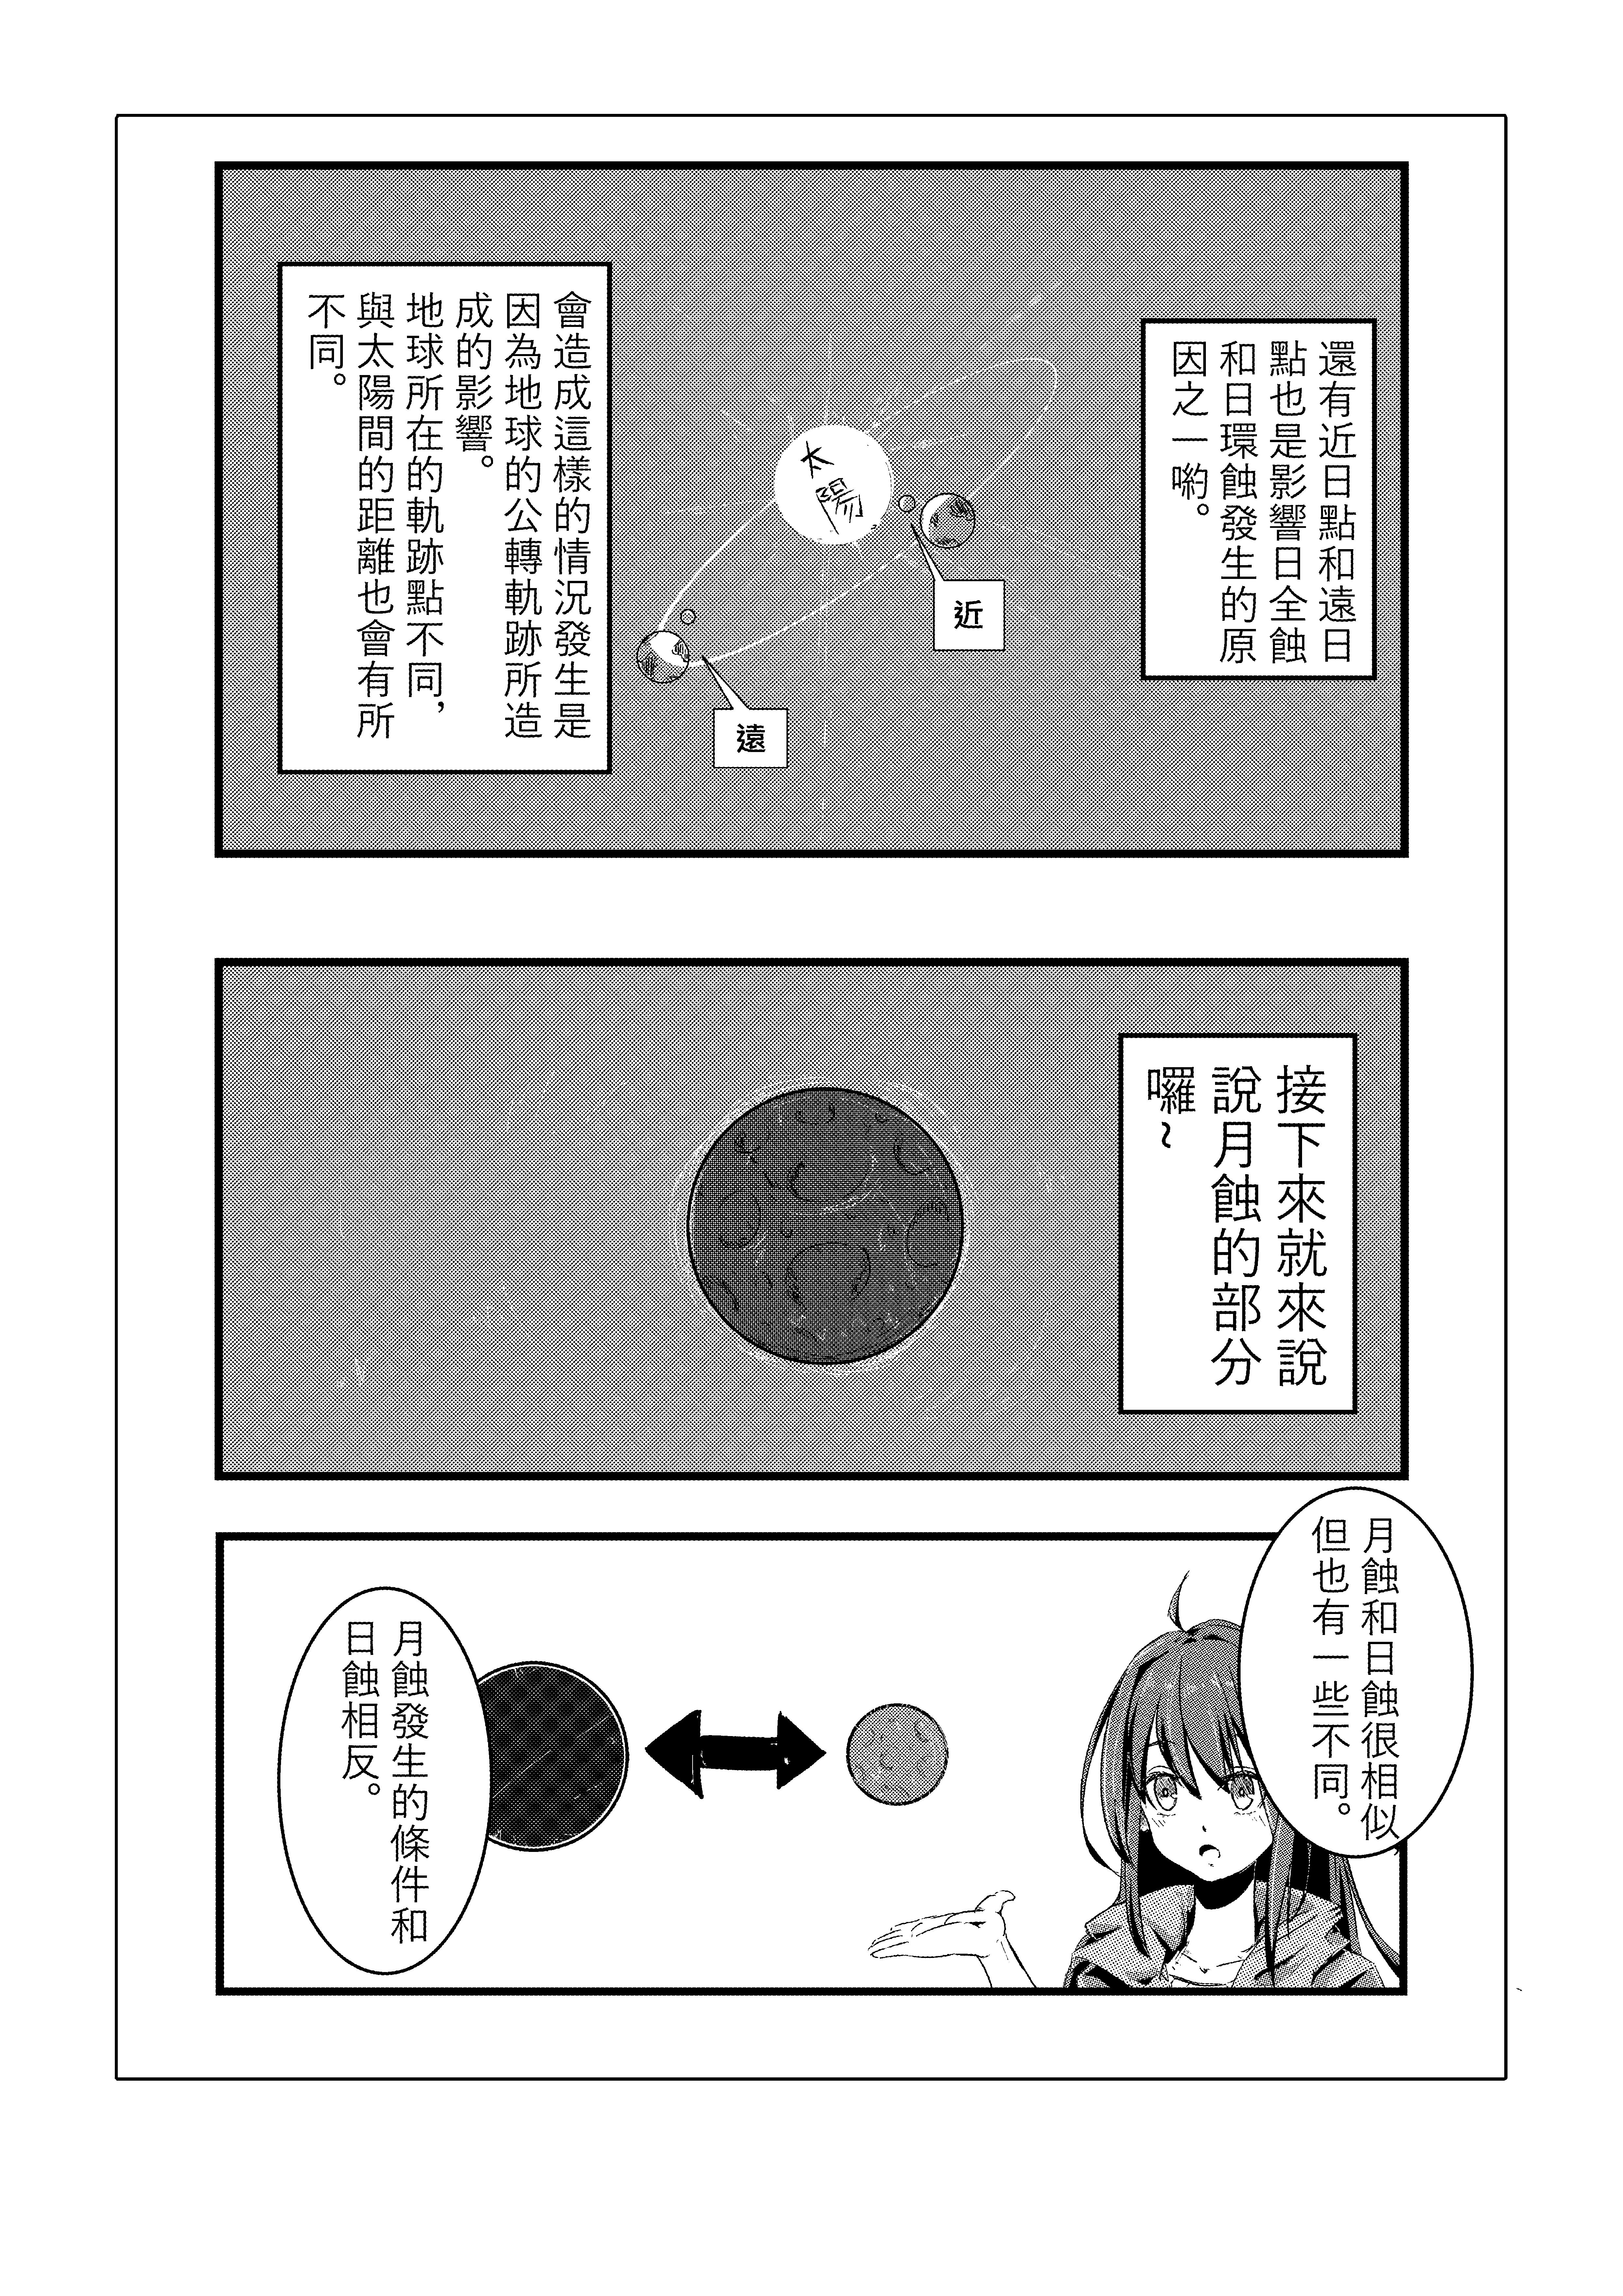 還有近日點和遠日
點也是影響日全蝕
和日環蝕發生的原
因之一喲。
太陽
近
遠
會造成這樣的情況發生是
因為地球的公轉軌跡所造
成的影響。
地球所在的軌跡點不同，
與太陽間的距離也會有所
不同。
接下來就來說
說月蝕的部分
囉~
月蝕和日蝕很相似
但也有一些不同。
月蝕發生的條件和
日蝕相反。